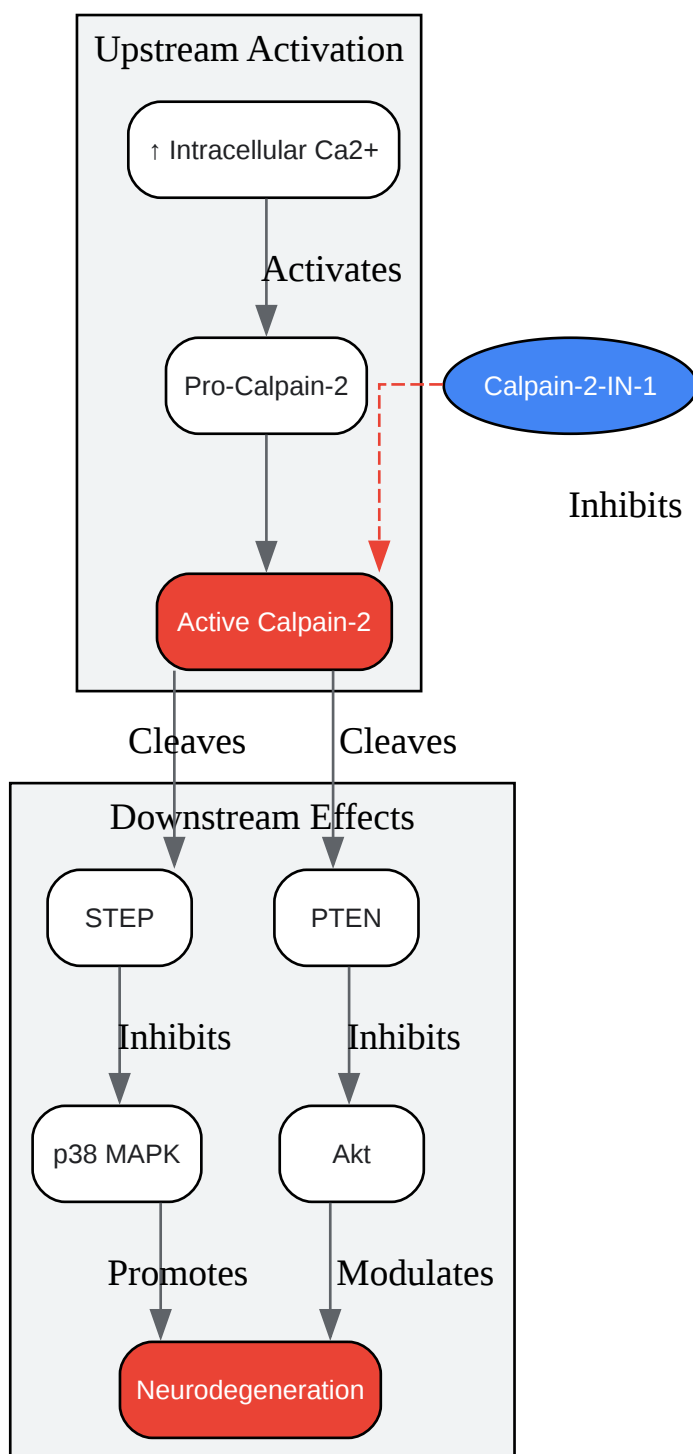 Upstream Activation
↑ Intracellular Ca2+
Activates
Pro-Calpain-2
Calpain-2-IN-1
Inhibits
Active Calpain-2
Cleaves
Cleaves
Downstream Effects
STEP
PTEN
Inhibits
Inhibits
p38 MAPK
Akt
Promotes
Modulates
Neurodegeneration